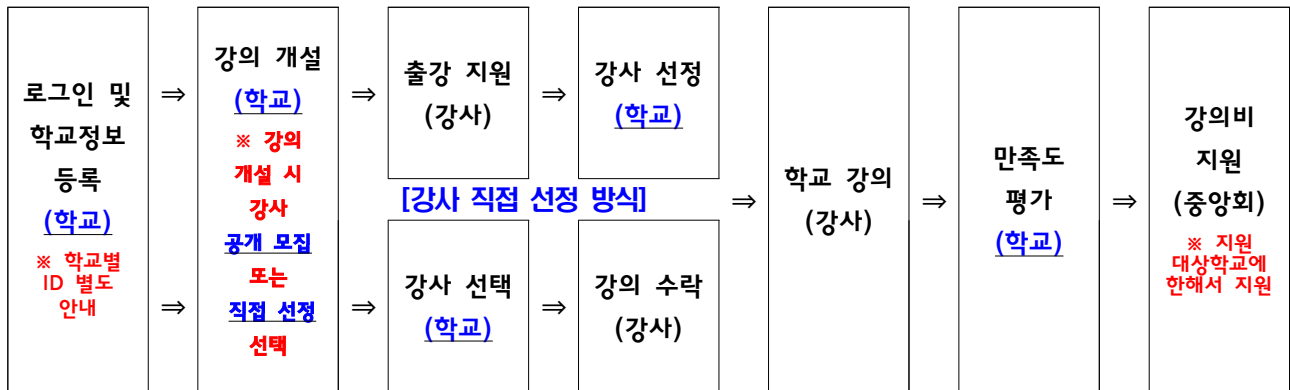 로그인 및
학교정보
등록
(학교)
※ 학교별
ID 별도
안내
⇒
⇒
강의 개설
(학교)
※ 강의
개설 시
강사
공개 모집
또는
직접 선정
선택
⇒
출강 지원
(강사)
⇒
강사 선정
(학교)
[강사 직접 선정 방식]
⇒
강사 선택
(학교)
⇒
강의 수락
(강사)
⇒
학교 강의
(강사)
⇒
만족도
평가
(학교)
⇒
강의비
지원
(중앙회)
※ 지원
대상학교에
한해서 지원